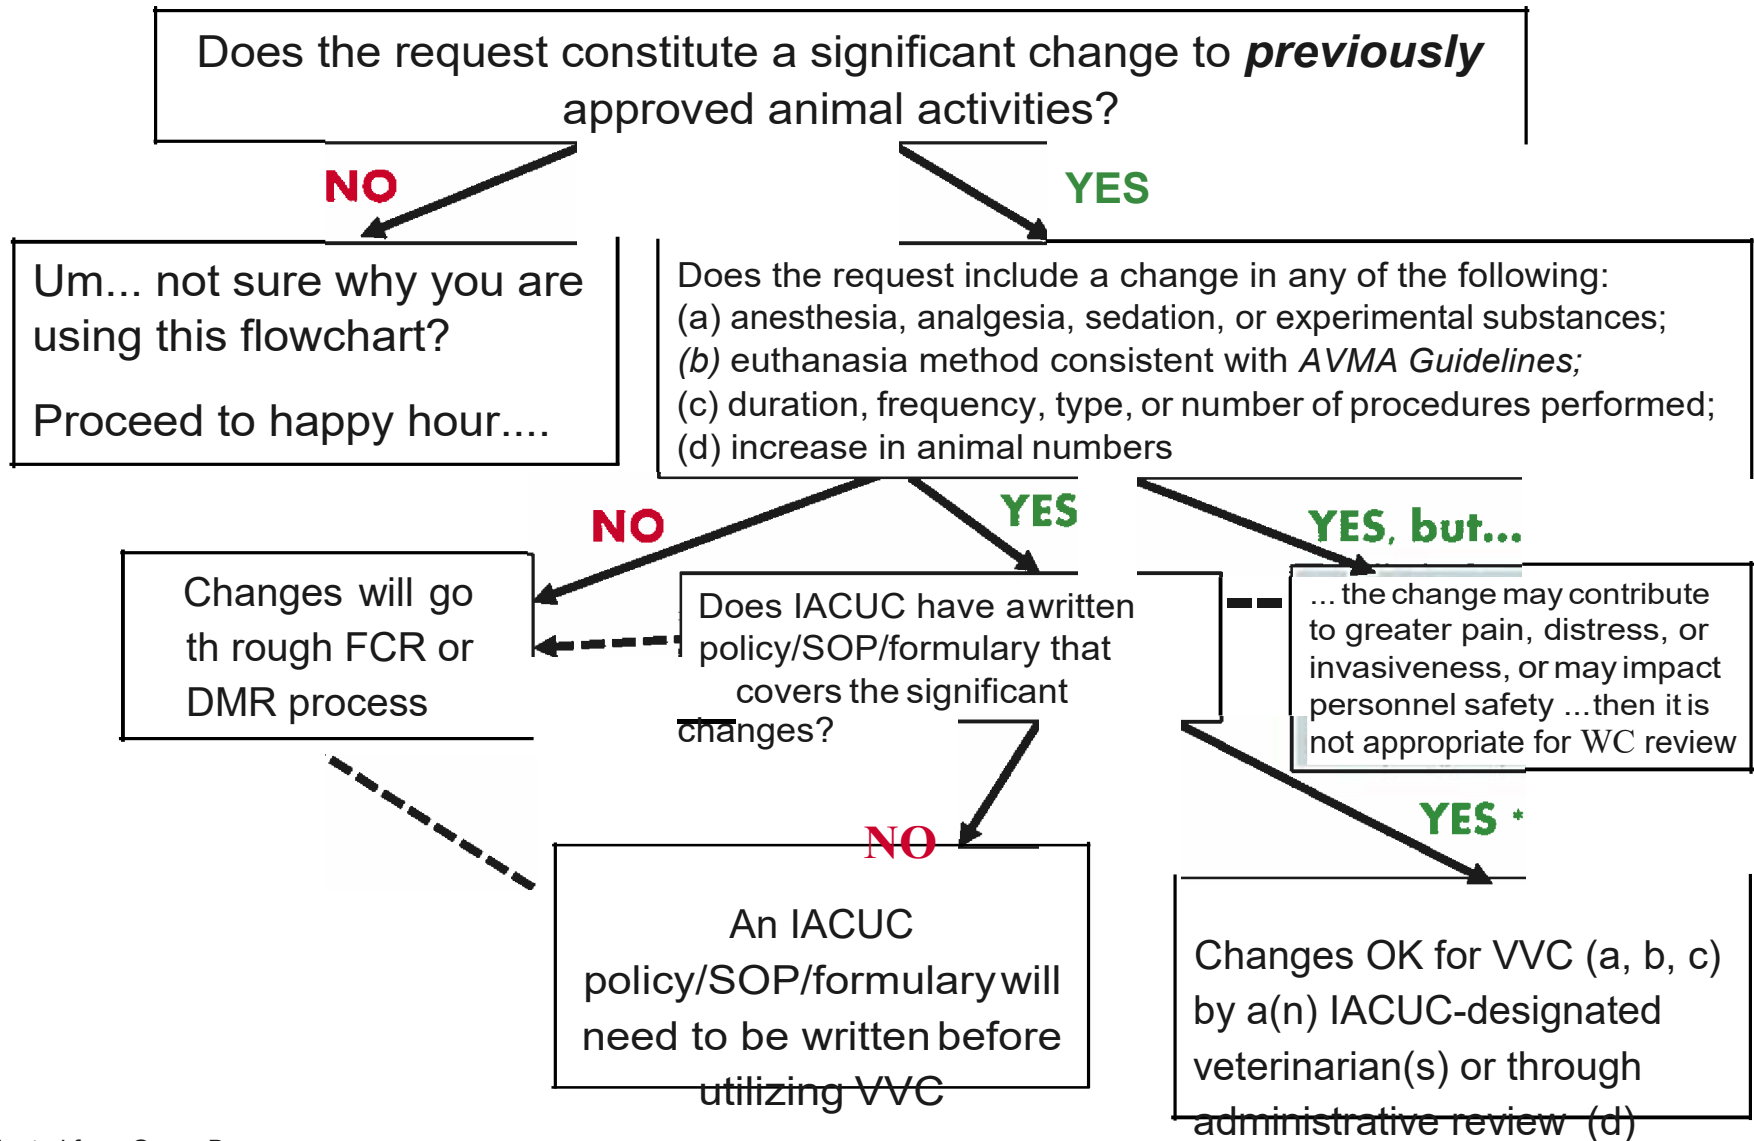 Does the request constitute a significant change to previously
approved animal activities?
NO
YES
Um... not sure why you are
using this flowchart?
Proceed to happy hour....
Does the request include a change in any of the following:
(a) anesthesia, analgesia, sedation, or experimental substances;
(b) euthanasia method consistent with AVMA Guidelines;
(c) duration, frequency, type, or number of procedures performed;
(d) increase in animal numbers
NO
YES
YES, but...
Changes will go
th rough FCR or
DMR process
Does IACUC have awritten
policy/SOP/formulary that
covers the significant
changes?
... the change may contribute
to greater pain, distress, or
invasiveness, or may impact
personnel safety ...then it is
not appropriate for WC review
NO
YES *
An IACUC
policy/SOP/formulary will
need to be written before
utilizing VVC
Changes OK for VVC (a, b, c)
by a(n) IACUC-designated
veterinarian(s) or through
administrative review (d)